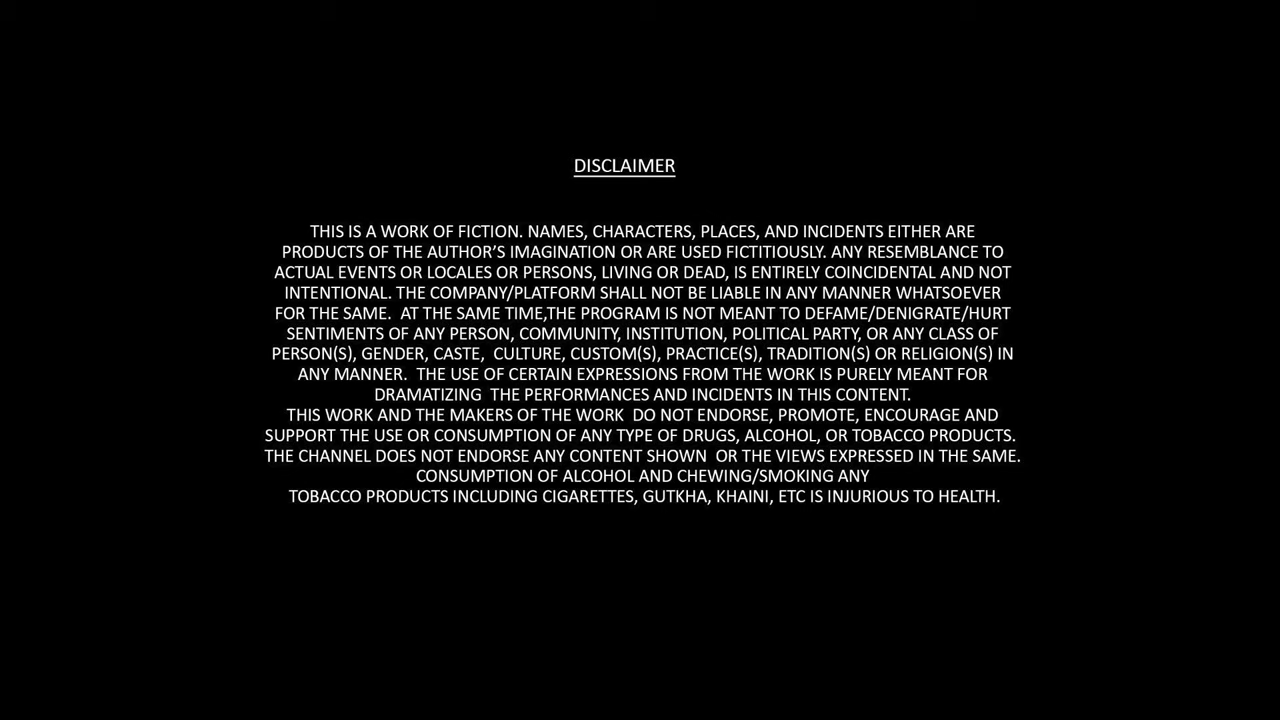 DISCLAIMER
THIS IS A WORK OF FICTION. NAMES, CHARACTERS, PLACES, AND INCIDENTS EITHER ARE
PRODUCTS OF THE AUTHOR’S IMAGINATION OR ARE USED FICTITIOUSLY. ANY RESEMBLANCE TO
ACTUAL EVENTS OR LOCALES OR PERSONS, LIVING OR DEAD, IS ENTIRELY COINCIDENTAL AND NOT
INTENTIONAL. THE COMPANY/PLATFORM SHALL NOT BE LIABLE IN ANY MANNER WHATSOEVER
FOR THE SAME.  AT THE SAME TIME,THE PROGRAM IS NOT MEANT TO DEFAME/DENIGRATE/HURT
SENTIMENTS OF ANY PERSON, COMMUNITY, INSTITUTION, POLITICAL PARTY, OR ANY CLASS OF
PERSON(S), GENDER, CASTE,  CULTURE, CUSTOM(S), PRACTICE(S), TRADITION(S) OR RELIGION(S) IN
ANY MANNER.  THE USE OF CERTAIN EXPRESSIONS FROM THE WORK IS PURELY MEANT FOR
DRAMATIZING  THE PERFORMANCES AND INCIDENTS IN THIS CONTENT.
THIS WORK AND THE MAKERS OF THE WORK  DO NOT ENDORSE, PROMOTE, ENCOURAGE AND
SUPPORT THE USE OR CONSUMPTION OF ANY TYPE OF DRUGS, ALCOHOL, OR TOBACCO PRODUCTS.
THE CHANNEL DOES NOT ENDORSE ANY CONTENT SHOWN  OR THE VIEWS EXPRESSED IN THE SAME.
CONSUMPTION OF ALCOHOL AND CHEWING/SMOKING ANY
TOBACCO PRODUCTS INCLUDING CIGARETTES, GUTKHA, KHAINI, ETC IS INJURIOUS TO HEALTH.